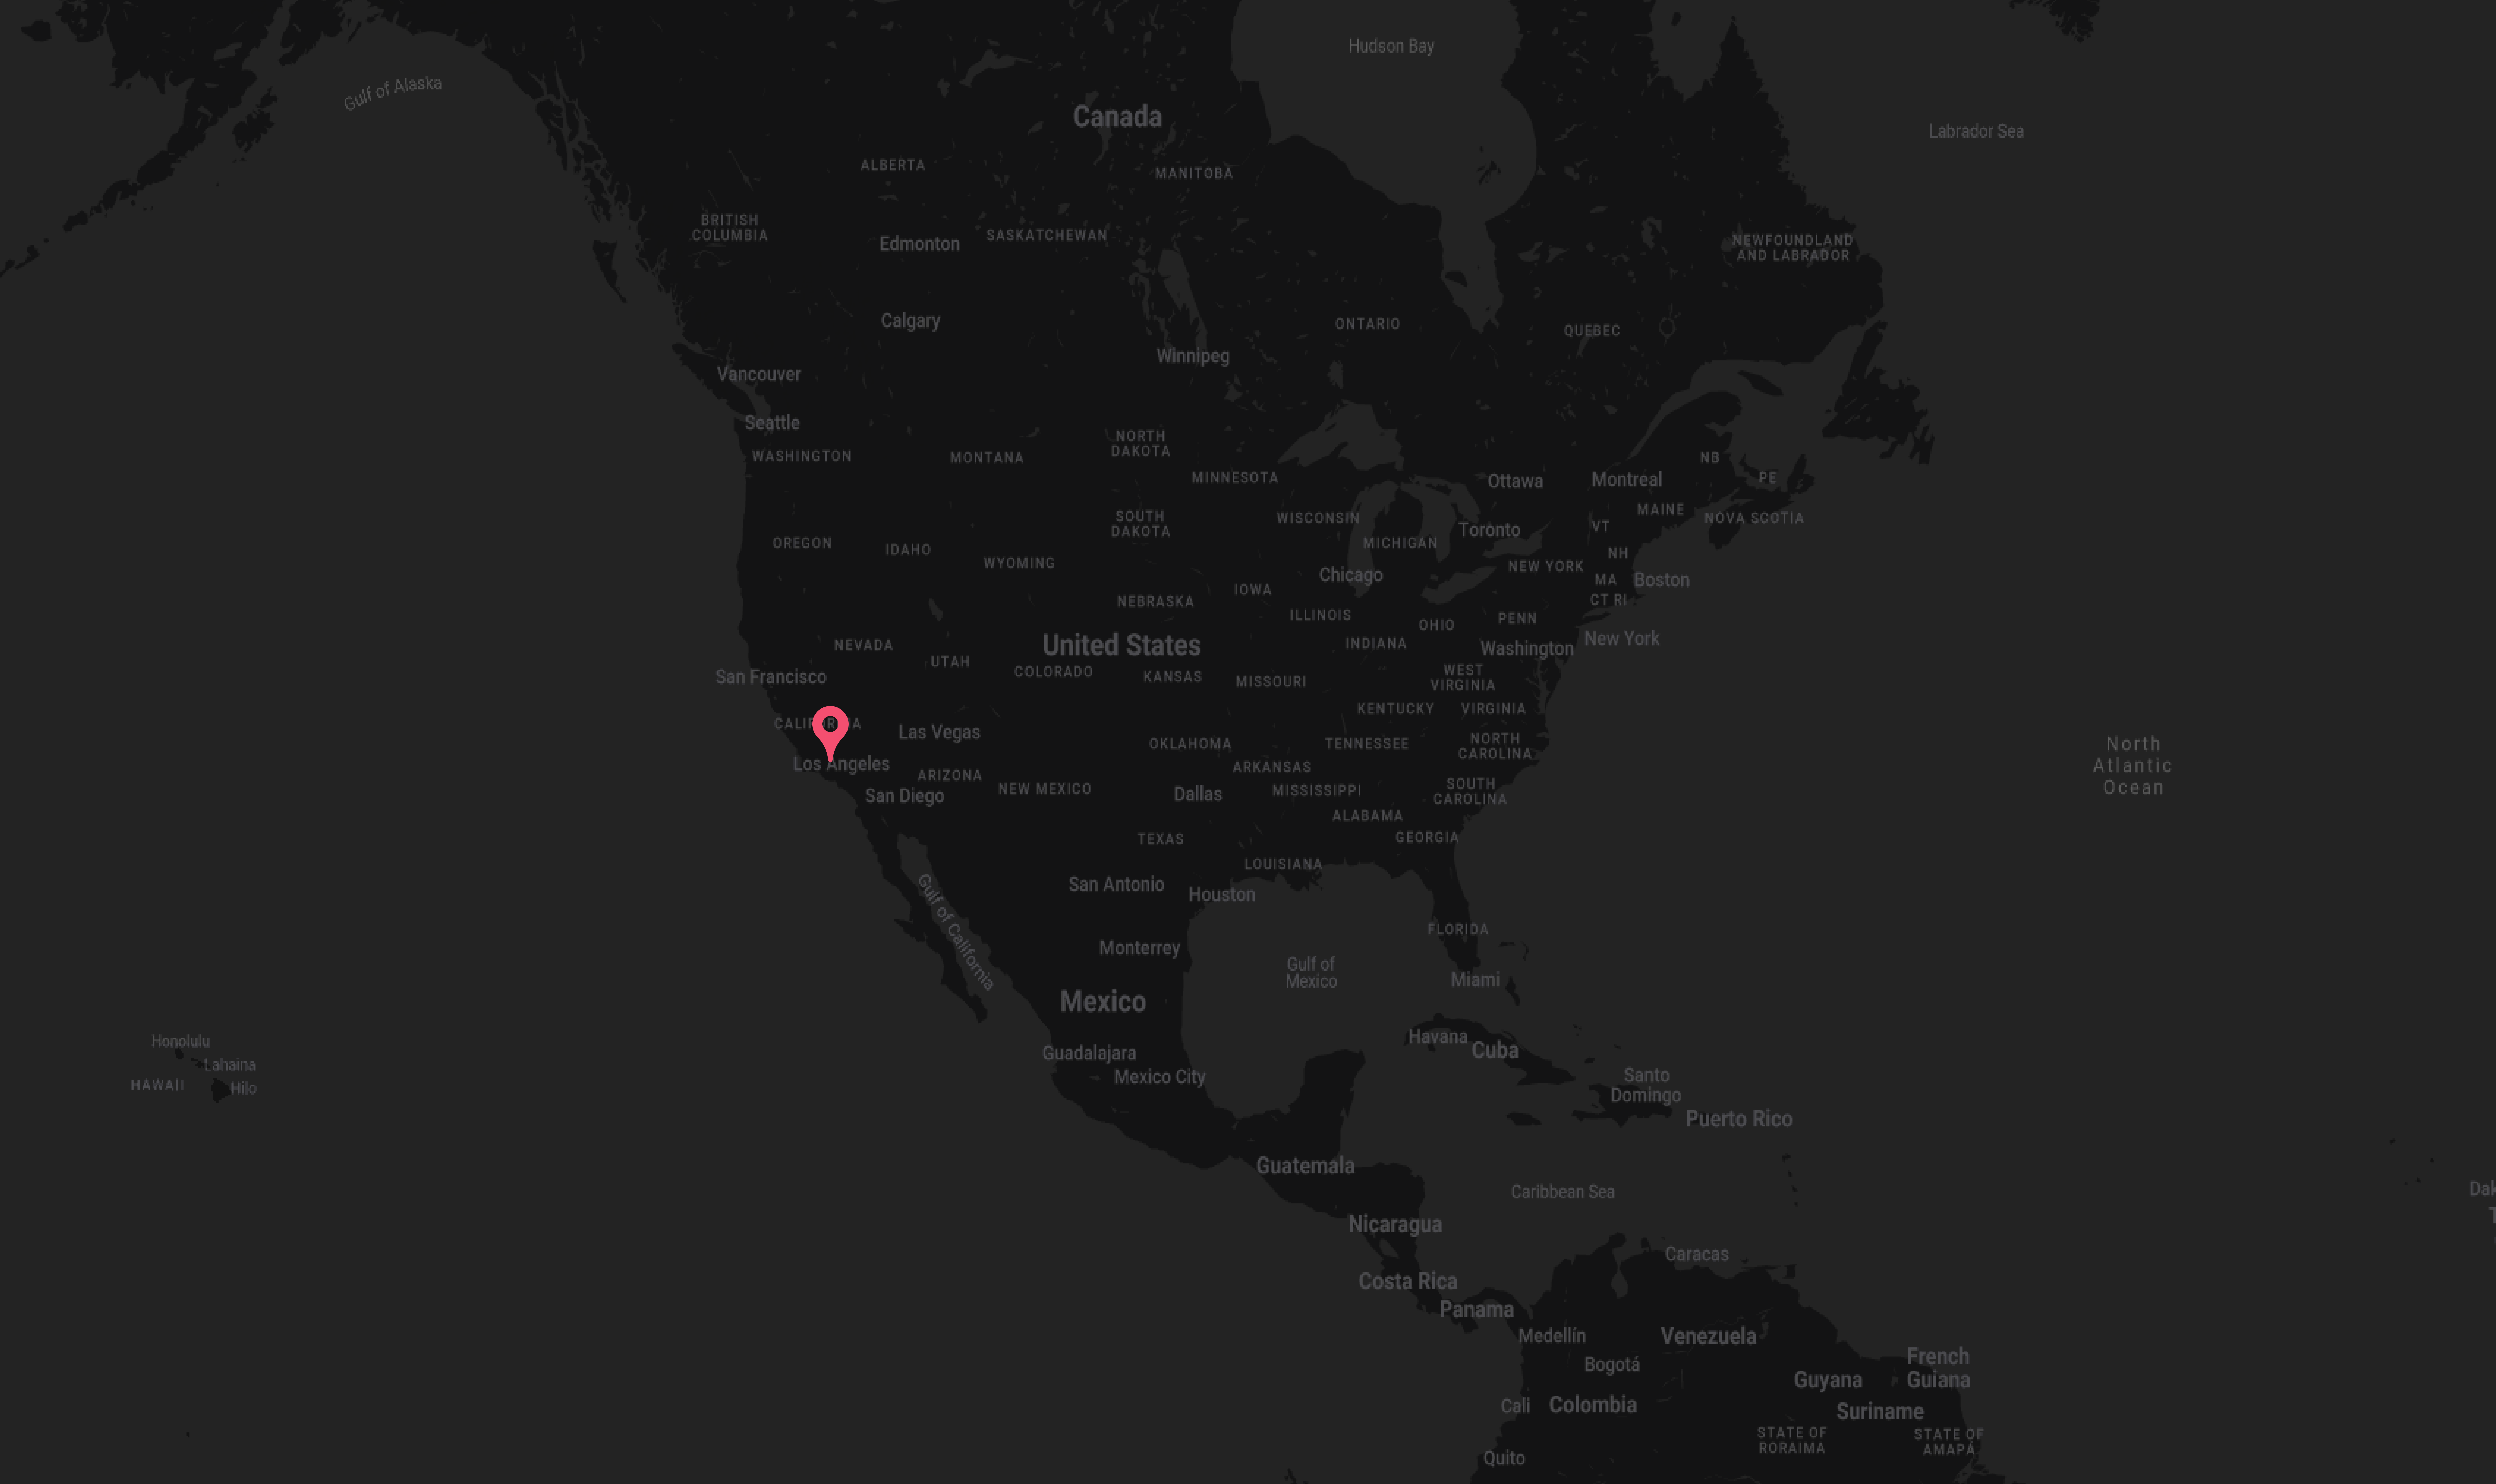 Hudson Bay
Gulf of Alaska
Canada
Labrador Sea
ALBERTA
MANITOBA
BRITISH
COLUMBIA
Edmonton
SASKATCHEWAN
NEWFOUNDLAND
AND LABRADOR
Calgary
ONTARIO
QUEBEC
Winnipeg
Vancouver
Seattle
WASHINGTON
MONTANA
NORTH
DAKOTA
MINNESOTA
Ottawa
Montreal
NB
PE
MAINE
NOVA SCOTIA
SOUTH
DAKOTA
WISCONSIN
VT
Toronto
MICHIGAN
OREGON
IDAHO
NH
WYOMING
NEW YORK
Chicago
MA
Boston
IOWA
NEBRASKA
CT RI
ILLINOIS
PENN
OHIO
NEVADA
United States
INDIANA
Washington
New York
UTAH
COLORADO
KANSAS
MISSOURI
WEST
VIRGINIA
San Francisco
KENTUCKY
VIRGINIA
CALIFORNIA
Las Vegas
OKLAHOMA
TENNESSEE
NORTH
CAROLINA
North
Atlantic
Ocean
Los Angeles
ARIZONA
ARKANSAS
San Diego
NEW MEXICO
Dallas
MISSISSIPPI
SOUTH
CAROLINA
ALABAMA
TEXAS
GEORGIA
LOUISIANA
San Antonio
Houston
Gulf of California
FLORIDA
Monterrey
Gulf of
Mexico
Miami
Mexico
Havana
Cuba
Honolulu
Lahaina
HAWAII
Hilo
Guadalajara
Mexico City
Santo
Domingo
Puerto Rico
Guatemala
Caribbean Sea
Dak
Nicaragua
Caracas
Costa Rica
Panama
Medellín
Venezuela
Bogotá
French
Guiana
Guyana
Cali
Colombia
Suriname
STATE OF
RORAIMA
STATE OF
AMAPÁ
Quito